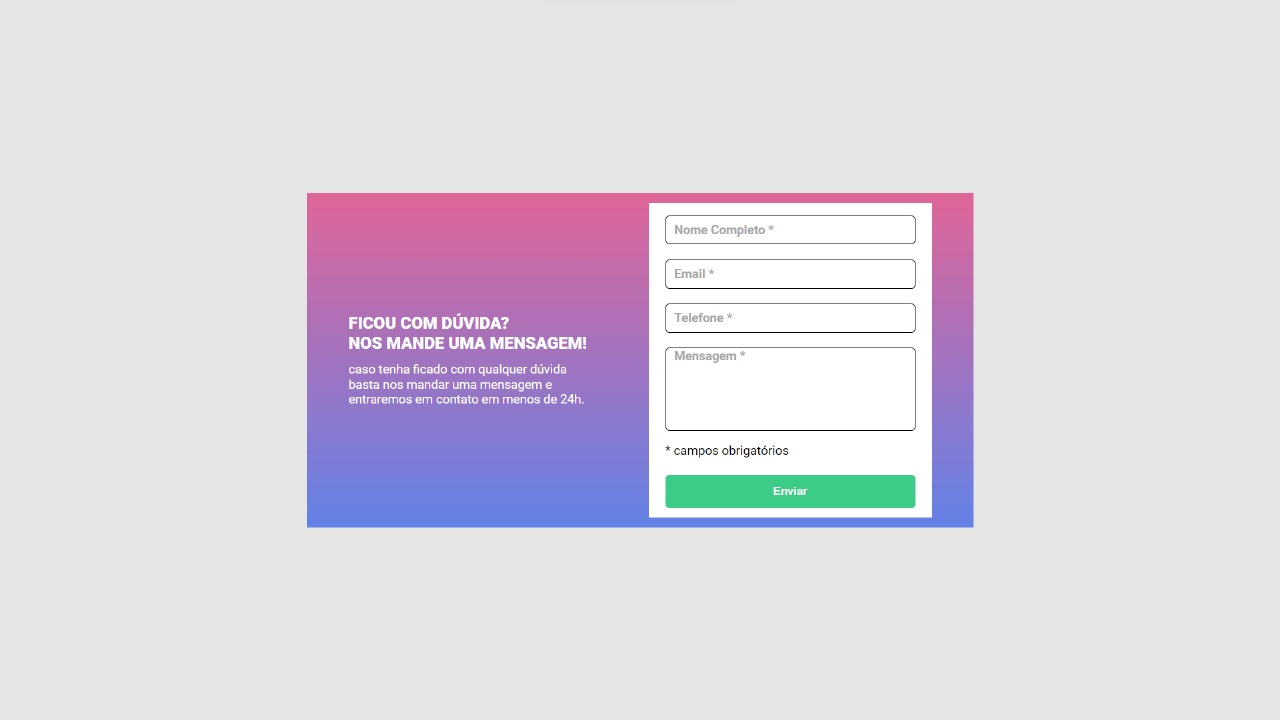 FICOU COM DÚVIDA?
NOS MANDE UMA MENSAGEM!
caso tenha ficado com qualquer dúvida
basta nos mandar uma mensagem e
entraremos em contato em menos de 24h.
Nome Completo *
Email *
Telefone *
Mensagem *
* campos obrigatórios
Enviar